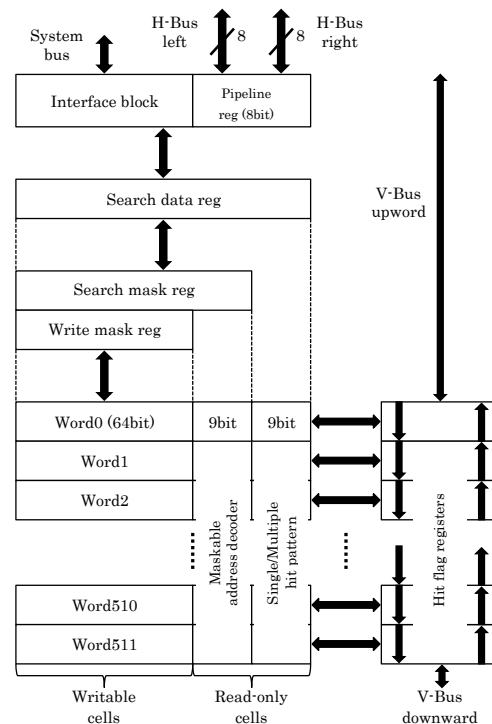 System
bus
H-Bus
left
8
8
H-Bus
right
Interface block
Pipeline
reg (8bit)
V-Bus
upword
Search data reg
Search mask reg
Write mask reg
Word0 (64bit)
9bit
9bit
Word1
Word2
Maskable
address decoder
Single/Multiple
hit pattern
Hit flag registers
Word510
Word511
Writable
cells
Read-only
cells
V-Bus
downward